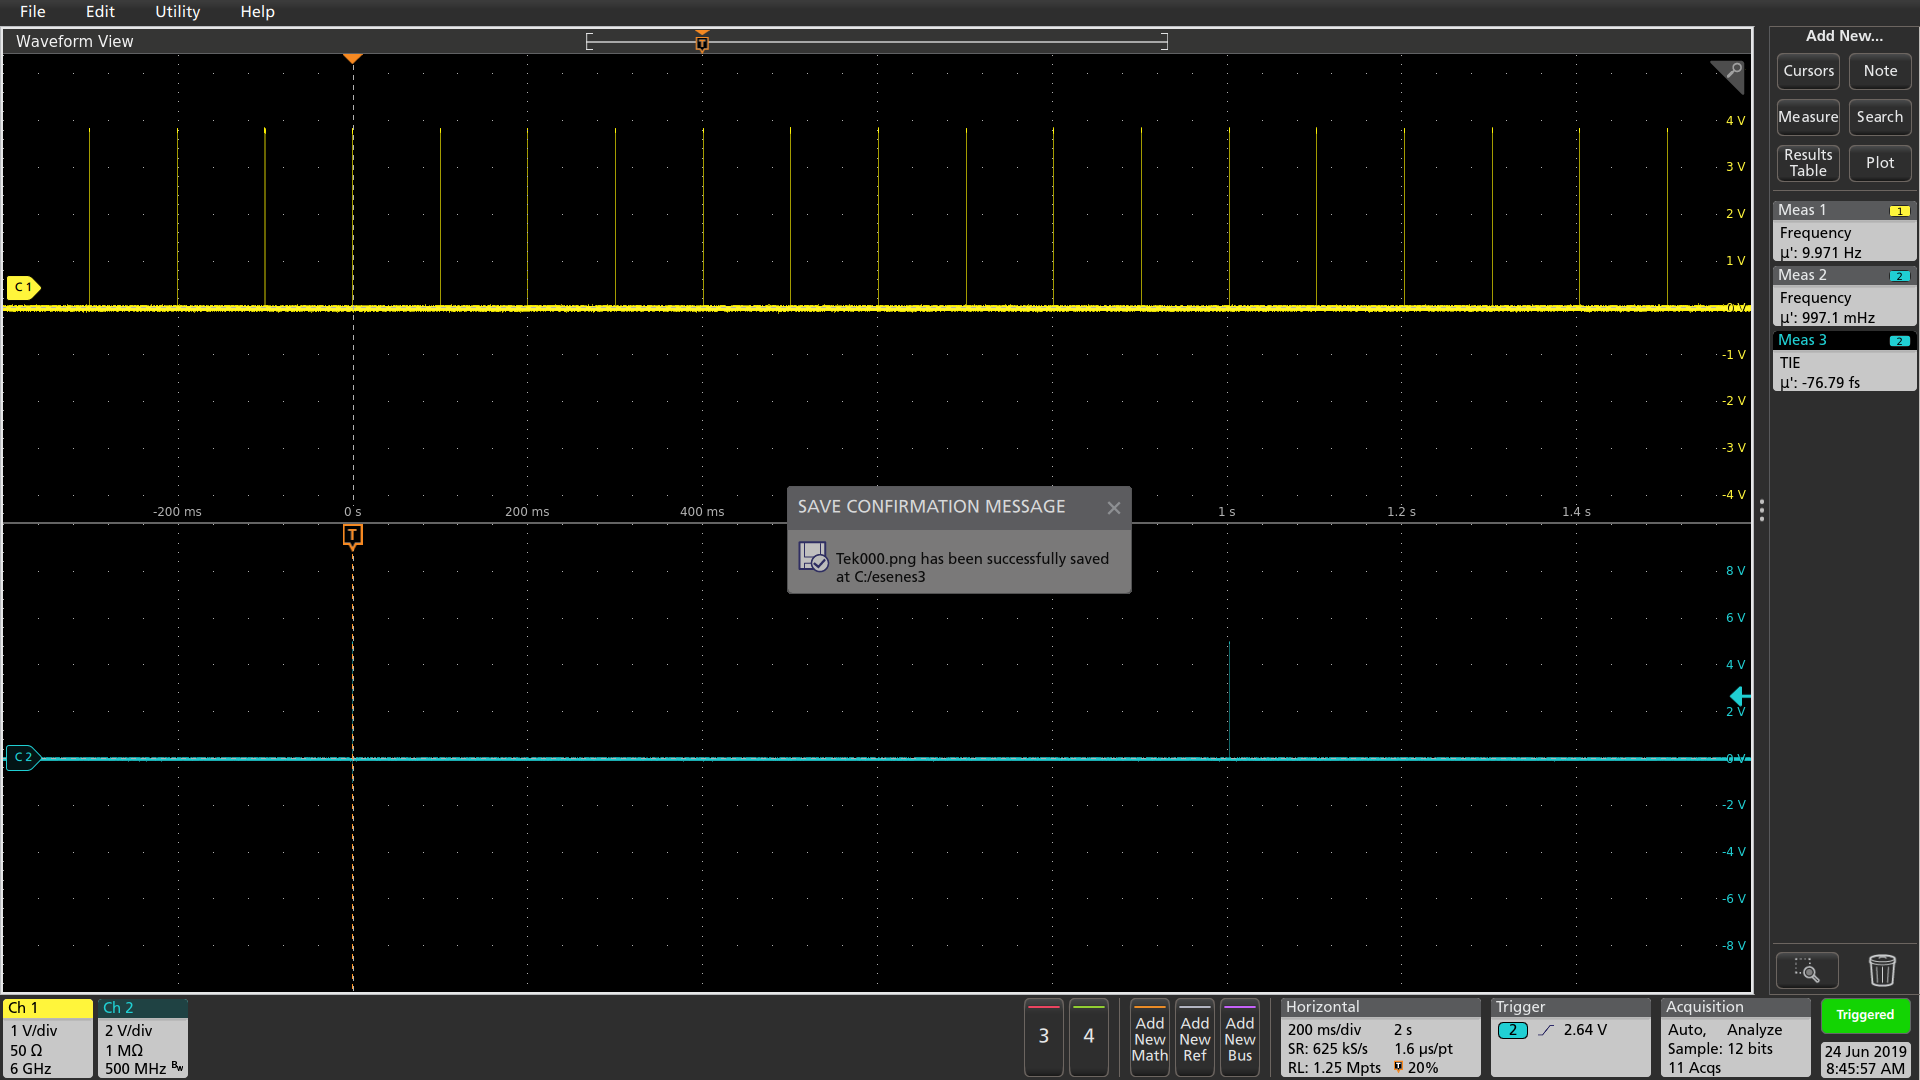 File Edit Utility Help
Waveform View
T
Add New...
Cursors Note
Measure Search
Results Table Plot
4 V
3 V
2 V
1 V
0 V
-1 V
-2 V
-3 V
-4 V
C 1
Meas 1 1
Frequency
µ': 9.971 Hz
Meas 2 2
Frequency
µ': 997.1 mHz
Meas 3 2
TIE
µ': -76.79 fs
-200 ms 0 s 200 ms 400 ms 1 s 1.2 s 1.4 s
T
SAVE CONFIRMATION MESSAGE
Tek000.png has been successfully saved
at C:/esenes3
8 V
6 V
4 V
2 V
0 V
-2 V
-4 V
-6 V
-8 V
C 2
Ch 1
1 V/div
50 Ω
6 GHz
Ch 2
2 V/div
1 MΩ
500 MHz Bw
3
4
Add
New
Math
Add
New
Ref
Add
New
Bus
Horizontal
200 ms/div 2 s
SR: 625 kS/s 1.6 µs/pt
RL: 1.25 Mpts T 20%
Trigger
2 2.64 V
Acquisition
Auto, Analyze
Sample: 12 bits
11 Acqs
Triggered
24 Jun 2019
8:45:57 AM